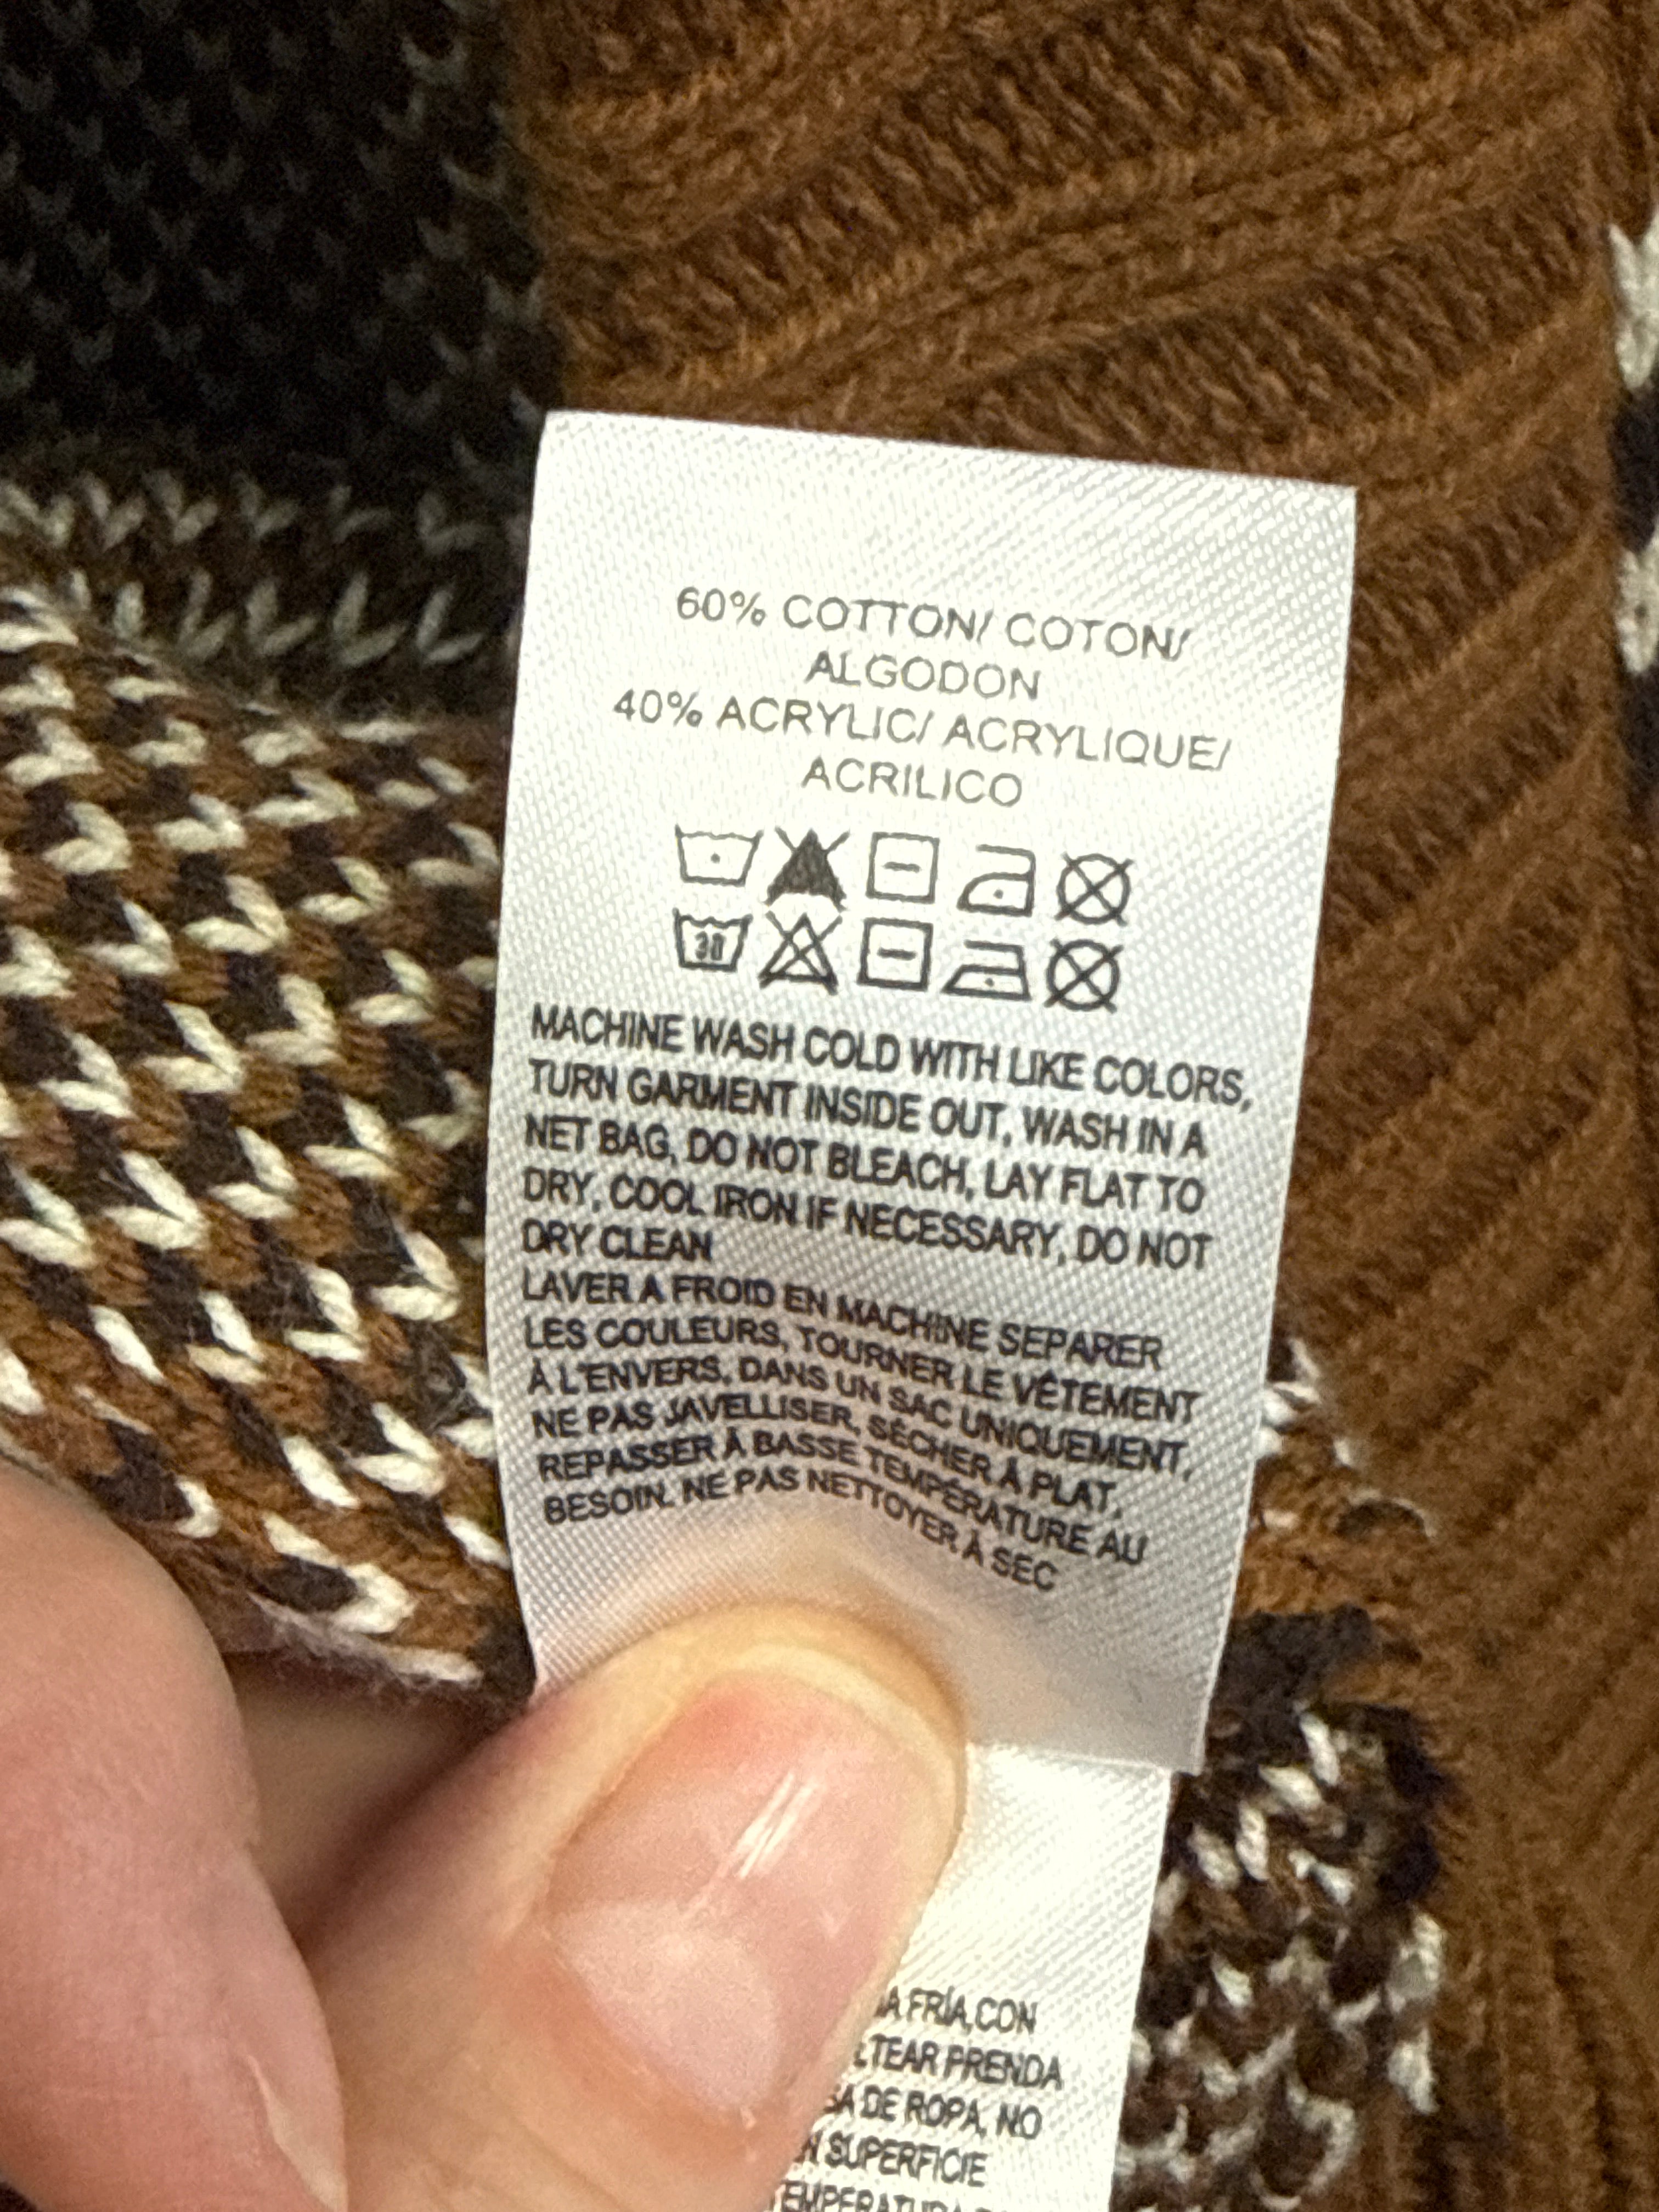 60% COTTON/ COTON/
ALGODON
40% ACRYLIC/ ACRYLIQUE/
ACRILICO
30
MACHINE WASH COLD WITH LIKE COLORS,
TURN GARMENT INSIDE OUT, WASH IN A
NET BAG, DO NOT BLEACH, LAY FLAT TO
DRY, COOL IRON IF NECESSARY, DO NOT
DRY CLEAN
LAVER A FROID EN MACHINE SEPARER
LES COULEURS, TOURNER LE VÊTEMENT
À L'ENVERS, DANS UN SAC UNIQUEMENT,
NE PAS JAVELLISER, SÉCHER À PLAT,
REPASSER À BASSE TEMPÉRATURE AU
BESOIN. NE PAS NETTOYER À SEC
FRÍA,CON
PRENDA
DE ROPA, NO
SUPERFICIE